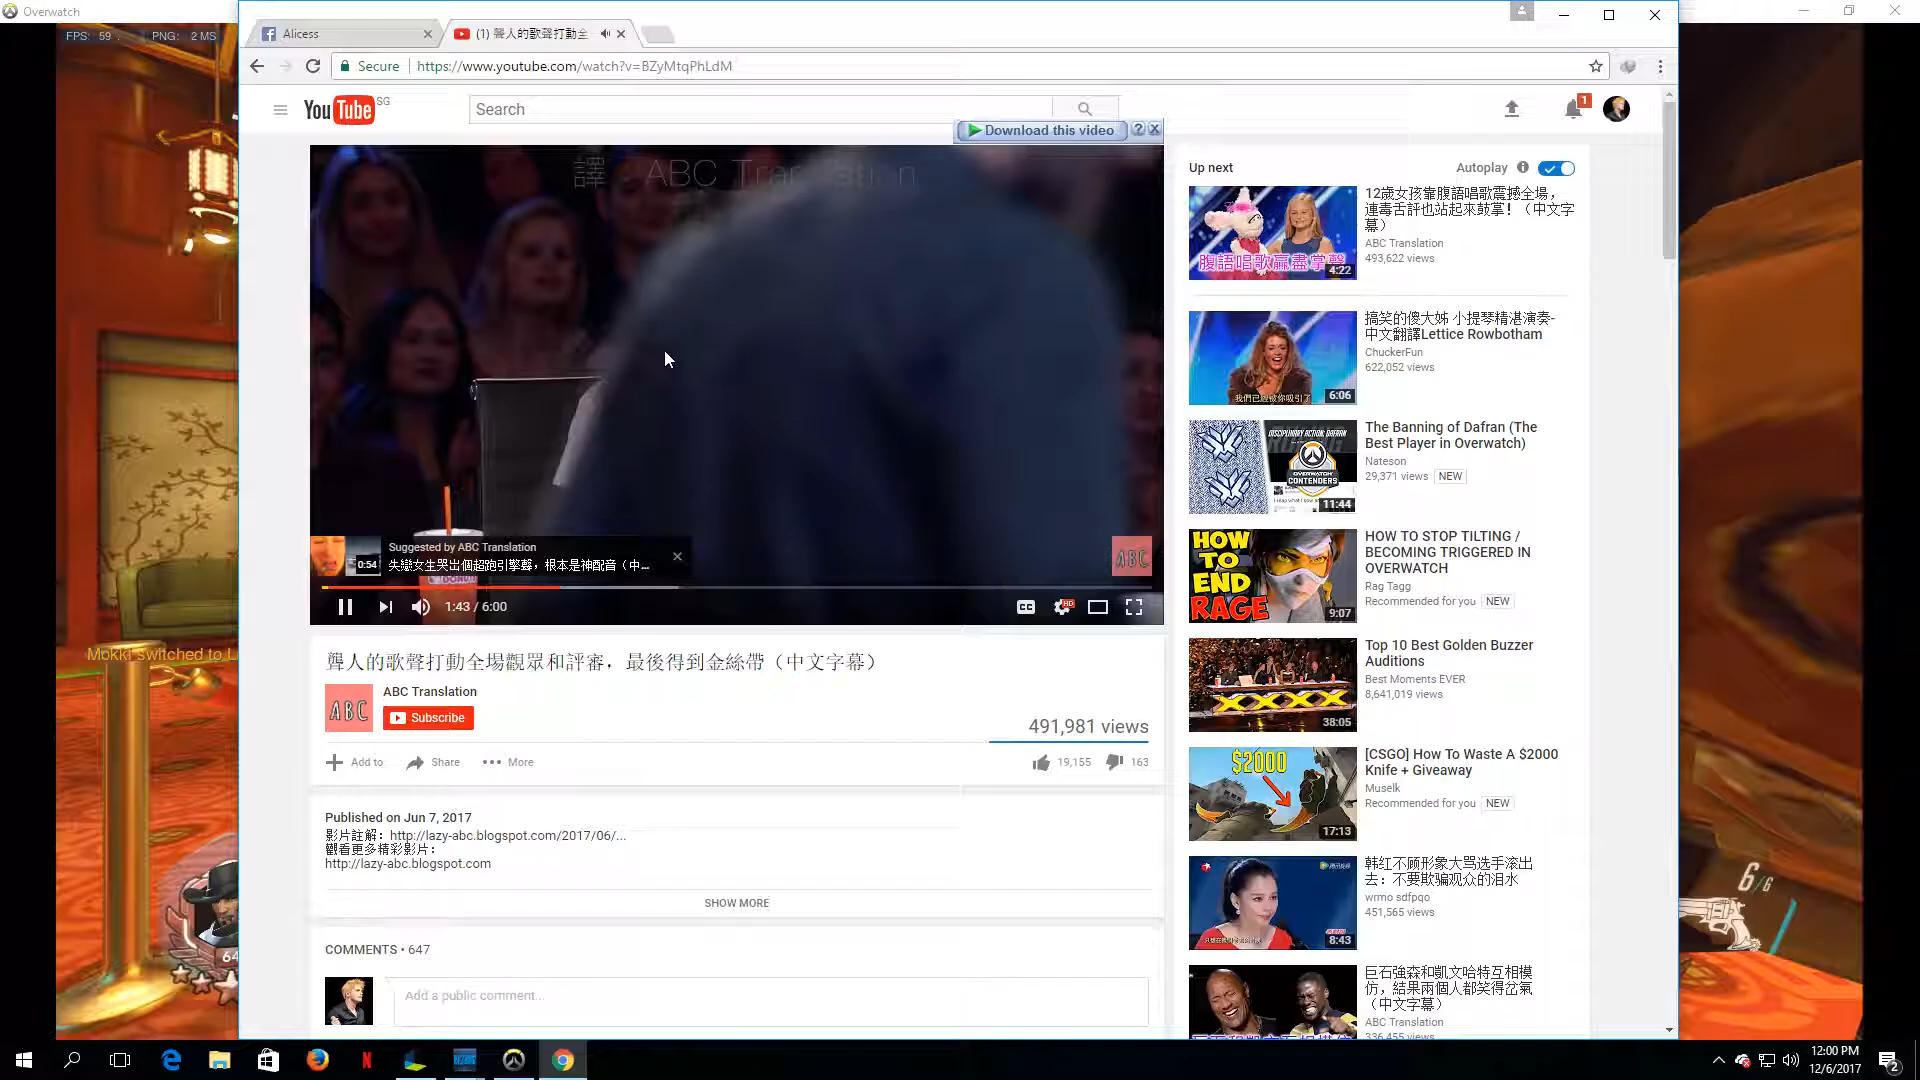 Overwatch
FPS: 59
PNG: 2 MS
Alicess
(1) 聾人的歌聲打動全
Secure
https://www.youtube.com/watch?v=BZyMtqPhLdM
YouTube SG
Search
1
Download this video
譯 ABC Translation
Suggested by ABC Translation
0:54
失戀女生哭出個超跑引擎聲，根本是神配音（中...
ABC
1:43 / 6:00
CC
HD
Mokki switched to
聾人的歌聲打動全場觀眾和評審，最後得到金絲帶（中文字幕）
ABC
ABC Translation
Subscribe
491,981 views
Add to
Share
More
19,155
163
Published on Jun 7, 2017
影片註解：http://lazy-abc.blogspot.com/2017/06/...
觀看更多精彩影片：
http://lazy-abc.blogspot.com
SHOW MORE
COMMENTS • 647
Add a public comment...
Up next
Autoplay
腹語唱歌贏盡掌聲
4:22
12歲女孩靠腹語唱歌震撼全場，
連毒舌評也站起來鼓掌！（中文字
幕）
ABC Translation
493,622 views
我們已經被你吸引了
6:06
搞笑的傻大姊 小提琴精湛演奏-
中文翻譯Lettice Rowbotham
ChuckerFun
622,052 views
DISCIPLINARY ACTION: DAFRAN
OVERWATCH
CONTENDERS
11:44
The Banning of Dafran (The
Best Player in Overwatch)
Nateson
29,371 views NEW
HOW
TO
END
RAGE
9:07
HOW TO STOP TILTING /
BECOMING TRIGGERED IN
OVERWATCH
Rag Tagg
Recommended for you NEW
XXXX
38:05
Top 10 Best Golden Buzzer
Auditions
Best Moments EVER
8,641,019 views
$2000
17:13
[CSGO] How To Waste A $2000
Knife + Giveaway
Muselk
Recommended for you NEW
8:43
韩红不顾形象大骂选手滚出
去：不要欺骗观众的泪水
wrmo sdfpqo
451,565 views
巨石強森和凱文哈特互相模
仿，結果兩個人都笑得岔氣
（中文字幕）
ABC Translation
336,455 views
6/6
64
12:00 PM
12/6/2017
2